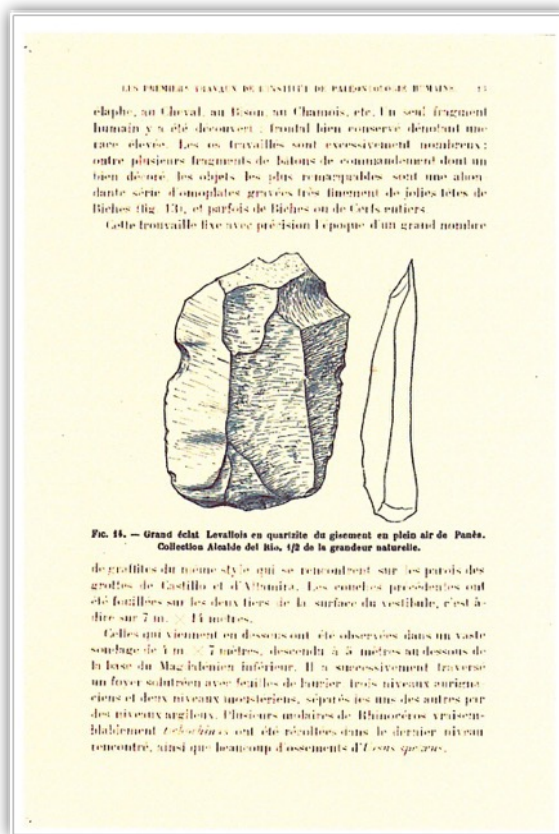 LES PREMIERS TRAVAUX DE L'INSTITUT DE PALÉONTOLOGIE HUMAINE
élaphe, au Cheval, au Bison, au Chamois, etc. Un seul fragment
humain y a été découvert : frontal bien conservé dénotant une
race élevée. Les os travaillés sont excessivement nombreux :
outre plusieurs fragments de bâtons de commandement dont un
bien décoré, les objets les plus remarquables sont une abon-
dante série d'omoplates gravées très finement de jolies têtes de
Biches (fig. 13), et parfois de Biches ou de Cerfs entiers.
Cette trouvaille fixe avec précision l'époque d'un grand nombre
FIG. 14. — Grand éclat Levallois en quartzite du gisement en plein air de Panès.
Collection Alcalde del Rio, 1/2 de la grandeur naturelle.
de graffites du même style qui se rencontrent sur les parois des
grottes de Castillo et d'Altamira. Les couches précédentes ont
été fouillées sur les deux tiers de la surface du vestibule, c'est à-
dire sur 7 m. × 14 mètres.
Celles qui viennent en dessous ont été observées dans un vaste
sondage de 4 m. × 7 mètres, descendu à 5 mètres au dessous de
la base du Magdalénien inférieur. Il a successivement traversé
un foyer solutréen avec feuilles de laurier, trois niveaux aurigna-
ciens et deux niveaux moustériens, séparés les uns des autres par
des niveaux argileux. Plusieurs molaires de Rhinocéros vraisem-
blablement tichorhinus ont été récoltées dans le dernier niveau
rencontré, ainsi que beaucoup d'ossements d'Ursus spelæus.